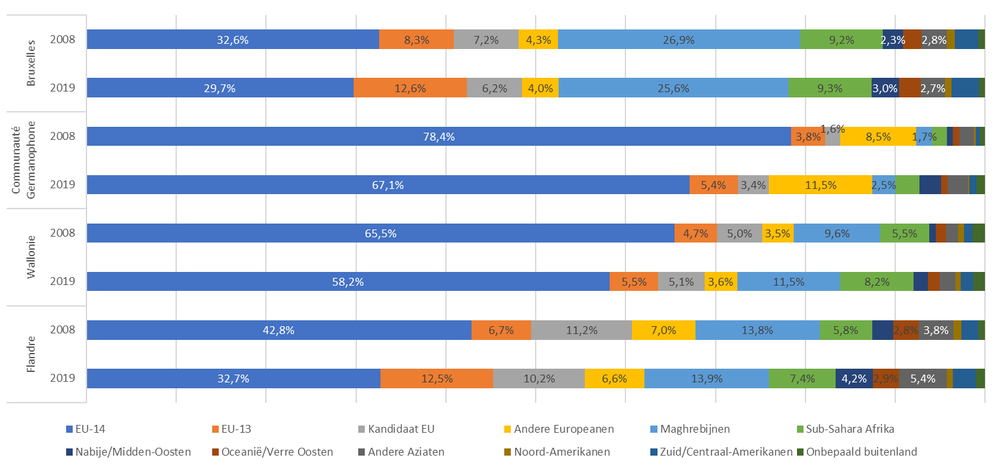 Bruxelles
2008
32,6% 8,3% 7,2% 4,3% 26,9% 9,2% 2,3% 2,8%
2019
29,7% 12,6% 6,2% 4,0% 25,6% 9,3% 3,0% 2,7%
Communauté
Germanophone
2008
78,4% 3,8% 1,6% 8,5% 1,7%
2019
67,1% 5,4% 3,4% 11,5% 2,5%
Wallonie
2008
65,5% 4,7% 5,0% 3,5% 9,6% 5,5%
2019
58,2% 5,5% 5,1% 3,6% 11,5% 8,2%
Flandre
2008
42,8% 6,7% 11,2% 7,0% 13,8% 5,8% 2,8% 3,8%
2019
32,7% 12,5% 10,2% 6,6% 13,9% 7,4% 4,2% 2,9% 5,4%
EU-14 EU-13 Kandidaat EU Andere Europeanen Maghrebijnen Sub-Sahara Afrika
Nabije/Midden-Oosten Oceanië/Verre Oosten Andere Aziaten Noord-Amerikanen Zuid/Centraal-Amerikanen Onbepaald buitenland